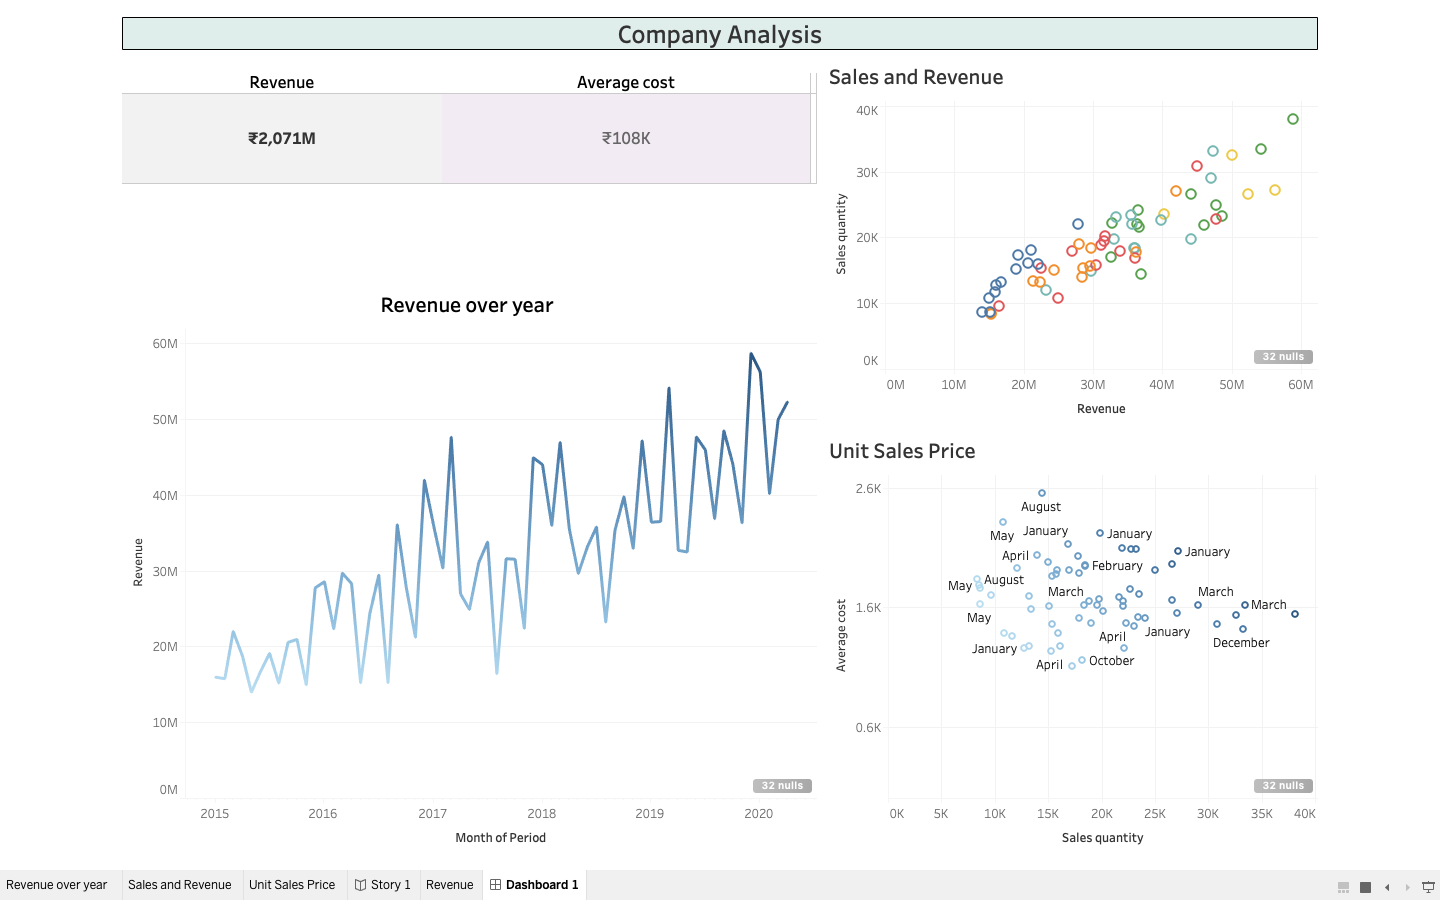 Company Analysis
Revenue
Average cost
₹2,071M
₹108K
Revenue over year
60M
50M
40M
30M
20M
10M
0M
Revenue
32 nulls
2015
2016
2017
2018
2019
2020
Month of Period
Sales and Revenue
40K
30K
20K
10K
0K
Sales quantity
32 nulls
0M
10M
20M
30M
40M
50M
60M
Revenue
Unit Sales Price
2.6K
1.6K
0.6K
Average cost
August
May
January
January
January
April
February
May
August
March
March
March
May
April
January
December
January
April
October
32 nulls
0K
5K
10K
15K
20K
25K
30K
35K
40K
Sales quantity
Revenue over year
Sales and Revenue
Unit Sales Price
Story 1
Revenue
Dashboard 1